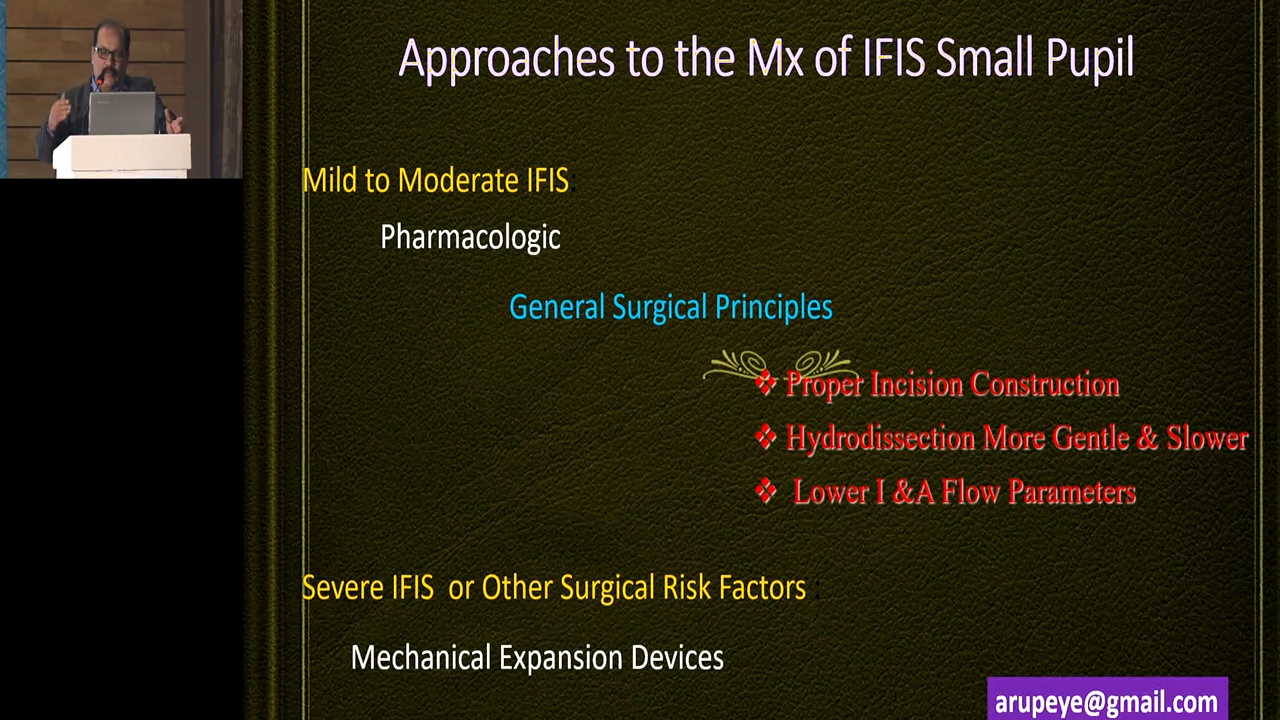 Approaches to the Mx of IFIS Small Pupil
Mild to Moderate IFIS:
Pharmacologic
General Surgical Principles
❖ Proper Incision Construction
❖ Hydrodissection More Gentle & Slower
❖ Lower I &A Flow Parameters
Severe IFIS or Other Surgical Risk Factors :
Mechanical Expansion Devices
arupeye@gmail.com